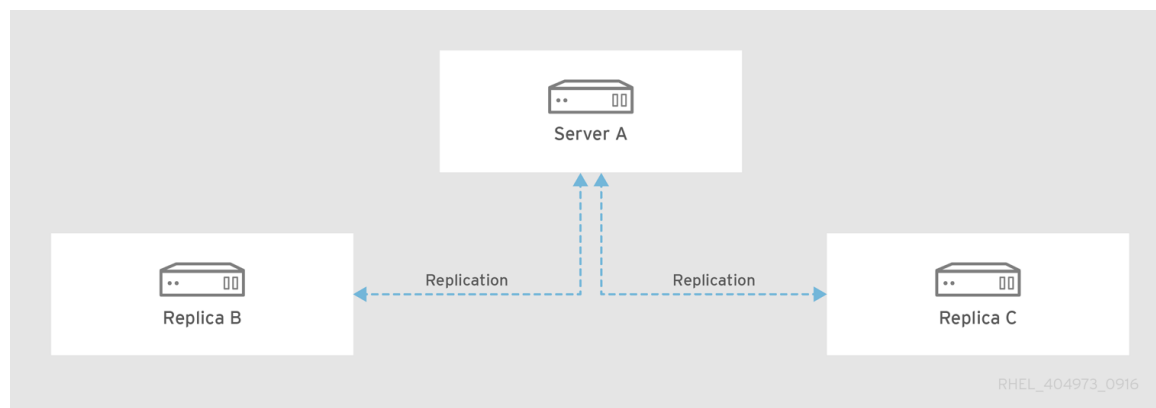 Server A
Replication
Replication
Replica B
Replica C
RHEL_404973_0916